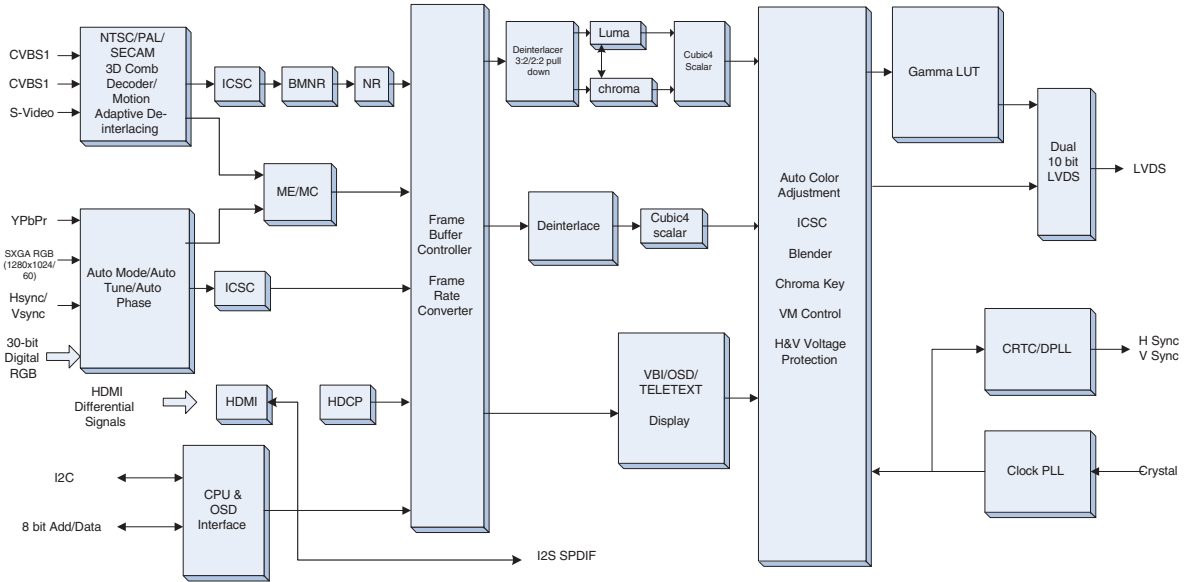 CVBS1
CVBS1
S-Video
NTSC/PAL/
SECAM
3D Comb
Decoder/
Motion
Adaptive De-
interlacing
ICSC
BMNR
NR
ME/MC
YPbPr
SXGA RGB
(1280x1024/
60)
Hsync/
Vsync
30-bit
Digital
RGB
Auto Mode/Auto
Tune/Auto
Phase
ICSC
HDMI
Differential
Signals
HDMI
HDCP
I2C
8 bit Add/Data
CPU &
OSD
Interface
I2S SPDIF
Frame
Buffer
Controller
Frame
Rate
Converter
Deinterlacer
3:2/2:2 pull
down
Luma
chroma
Cubic4
Scalar
Deinterlace
Cubic4
scalar
VBI/OSD/
TELETEXT
Display
Auto Color
Adjustment
ICSC
Blender
Chroma Key
VM Control
H&V Voltage
Protection
Gamma LUT
Dual
10 bit
LVDS
LVDS
CRTC/DPLL
H Sync
V Sync
Clock PLL
Crystal